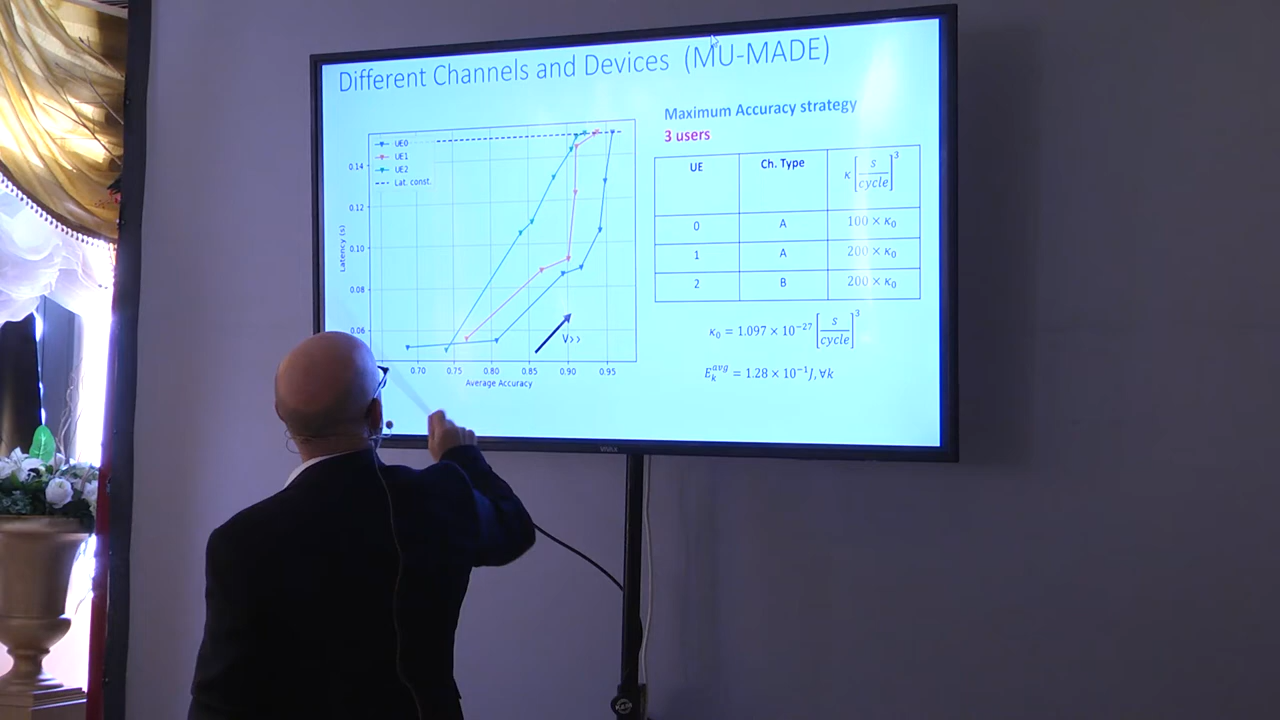 Different Channels and Devices (MU-MADE)
Maximum Accuracy strategy
3 users
UE0
UE1
UE2
Lat. const.
Latency (s)
0.14
0.12
0.10
0.08
0.06
0.70 0.75 0.80 0.85 0.90 0.95
Average Accuracy
V>>
UE Ch. Type κ [s/cycle]³
0 A 100 × κ₀
1 A 200 × κ₀
2 B 200 × κ₀
κ₀ = 1.097 × 10⁻²⁷ [s/cycle]³
E_k^{avg} = 1.28 × 10⁻¹J, ∀k